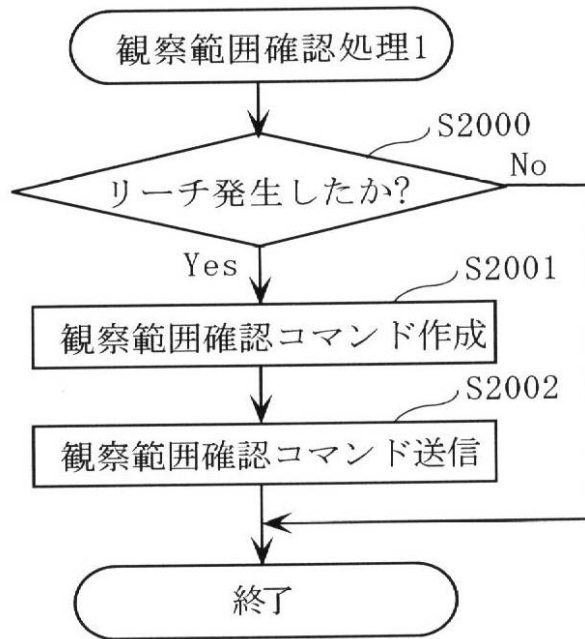 観察範囲確認処理1
S2000
リーチ発生したか?
No
Yes
S2001
観察範囲確認コマンド作成
S2002
観察範囲確認コマンド送信
終了